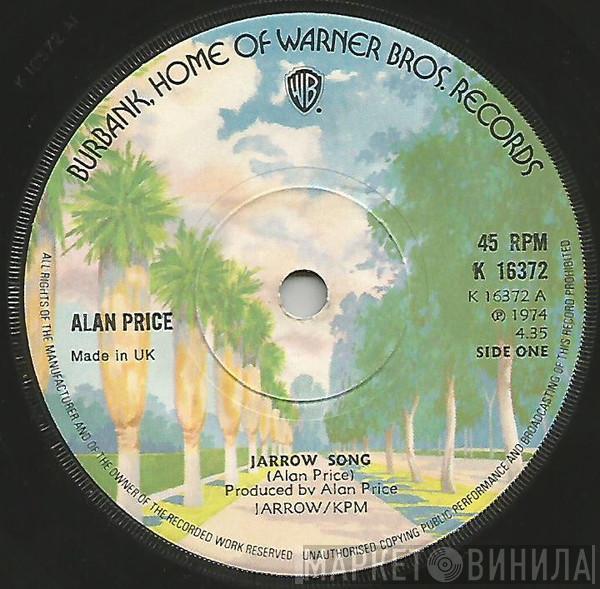 BURBANK, HOME OF WARNER BROS. RECORDS
WB
45 RPM
K 16372
K 16372 A
℗ 1974
4.35
SIDE ONE
ALAN PRICE
Made in UK
JARROW SONG
(Alan Price)
Produced by Alan Price
JARROW/KPM
ALL RIGHTS OF THE MANUFACTURER AND OF THE OWNER OF THE RECORDED WORK RESERVED UNAUTHORISED COPYING PUBLIC PERFORMANCE AND BROADCASTING OF THIS RECORD PROHIBITED
МАРКЕТОВИНИЛА